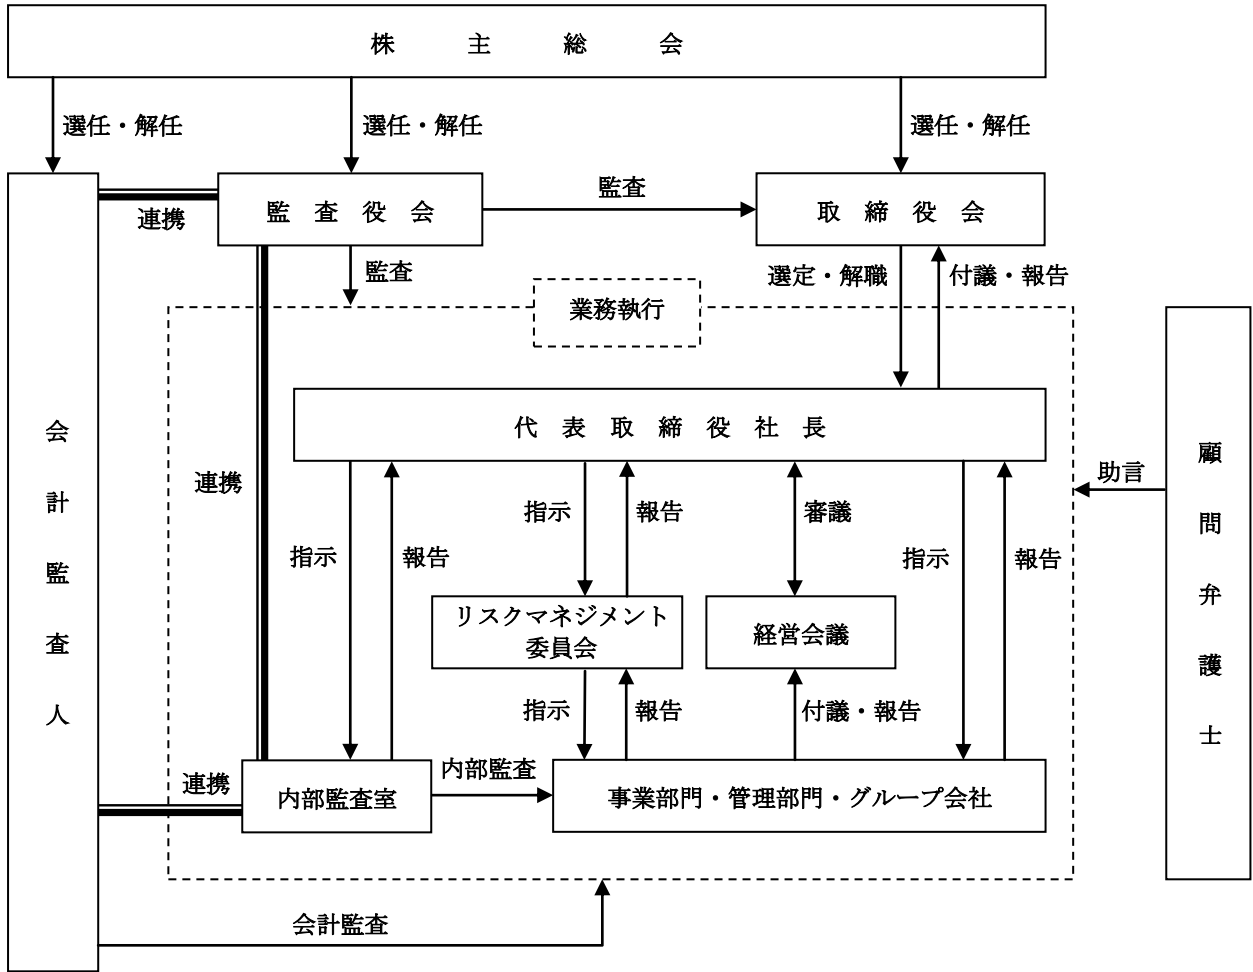 株主総会
選任・解任
選任・解任
選任・解任
監査役会
監査
取締役会
連携
監査
選定・解職
付議・報告
業務執行
代表取締役社長
会計監査人
顧問弁護士
助言
連携
指示
報告
指示
報告
審議
指示
報告
リスクマネジメント
委員会
経営会議
指示
報告
付議・報告
連携
内部監査室
内部監査
事業部門・管理部門・グループ会社
会計監査